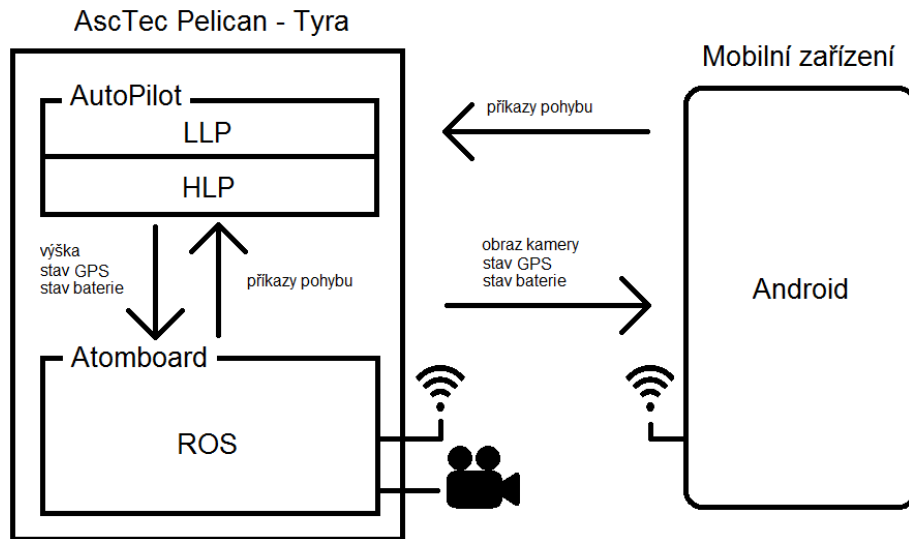 AscTec Pelican - Tyra
Mobilní zařízení
AutoPilot
LLP
HLP
příkazy pohybu
výška
stav GPS
stav baterie
příkazy pohybu
obraz kamery
stav GPS
stav baterie
Android
Atomboard
ROS